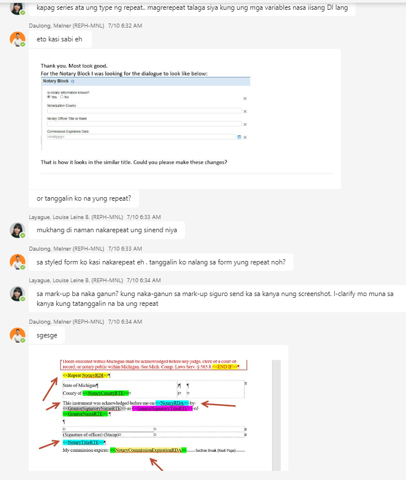 kapag series ata ung type ng repeat.. magrerepeat talaga siya kung ung mga variables nasa iisang DI lang
Daulong, Melner (REPH-MNL) 7/10 6:32 AM
eto kasi sabi eh
Thank you. Most look good.
For the Notary Block I was looking for the dialogue to look like below:
Notary Block
Is notary information known?
Yes No
Notarization County
Notary Officer Title or Rank
Commission Expiration Date
That is how it looks in the similar title. Could you please make these changes?
or tanggalin ko na yung repeat?
Layague, Louise Leine B. (REPH-MNL) 7/10 6:33 AM
mukhang di naman nakarepeat ung sinend niya
Daulong, Melner (REPH-MNL) 7/10 6:33 AM
sa styled form ko kasi nakarepeat eh . tanggalin ko nalang sa form yung repeat noh?
Layague, Louise Leine B. (REPH-MNL) 7/10 6:34 AM
sa mark-up ba naka ganun? kung naka-ganun sa mark-up siguro send ka sa kanya nung screenshot. I-clarify mo muna sa
kanya kung tatanggalin na ba ung repeat
Daulong, Melner (REPH-MNL) 7/10 6:34 AM
sgesge
Deeds executed within Michigan must be acknowledged before any judge, clerk of a court of
record, or notary public within Michigan. See Mich. Comp. Laws Serv. § 565.8.<<END IF>>
<<Repeat NotaryRDI>>
State of Michigan
County of <<NotaryCountyRTE>>
This instrument was acknowledged before me on <<NotaryRDA>> by
<<GrantorSignatoryNameRTE>> as of
(Signature of officer) (Stamp)
<<NotaryTitleRTE>>
My commission expires: <<NotaryCommissionExpirationRDA>> Section Break (Next Page)